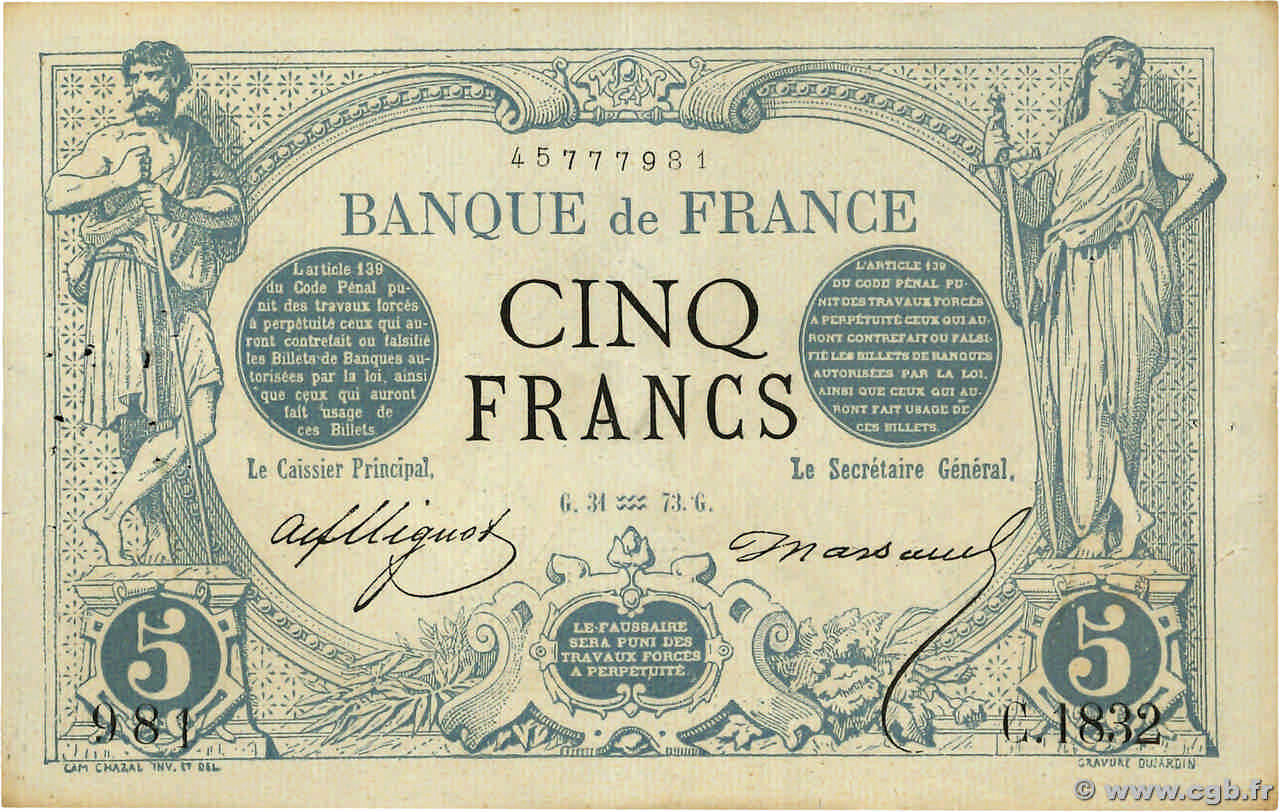 45777981
BANQUE de FRANCE
CINQ
FRANCS
L'article 139
du Code Pénal pu-
nit des travaux forcés
à perpétuité ceux qui au-
ront contrefait ou falsifié
les Billets de Banques au-
torisées par la loi, ainsi
que ceux qui auront
fait usage de
ces Billets.
L'ARTICLE 139
DU CODE PÉNAL PU-
NIT DES TRAVAUX FORCÉS
A PERPÉTUITÉ CEUX QUI AU-
RONT CONTREFAIT OU FALSI-
FIÉ LES BILLETS DE BANQUES
AUTORISÉES PAR LA LOI,
AINSI QUE CEUX QUI AU-
RONT FAIT USAGE DE
CES BILLETS.
Le Caissier Principal,
Le Secrétaire Général,
G. 31 73. G.
LE FAUSSAIRE
SERA PUNI DES
TRAVAUX FORCÉS
A PERPÉTUITÉ
5
5
981
C.1832
CAM CHAZAL INV. ET DEL
GRAVURE DUJARDIN
© www.cgb.fr